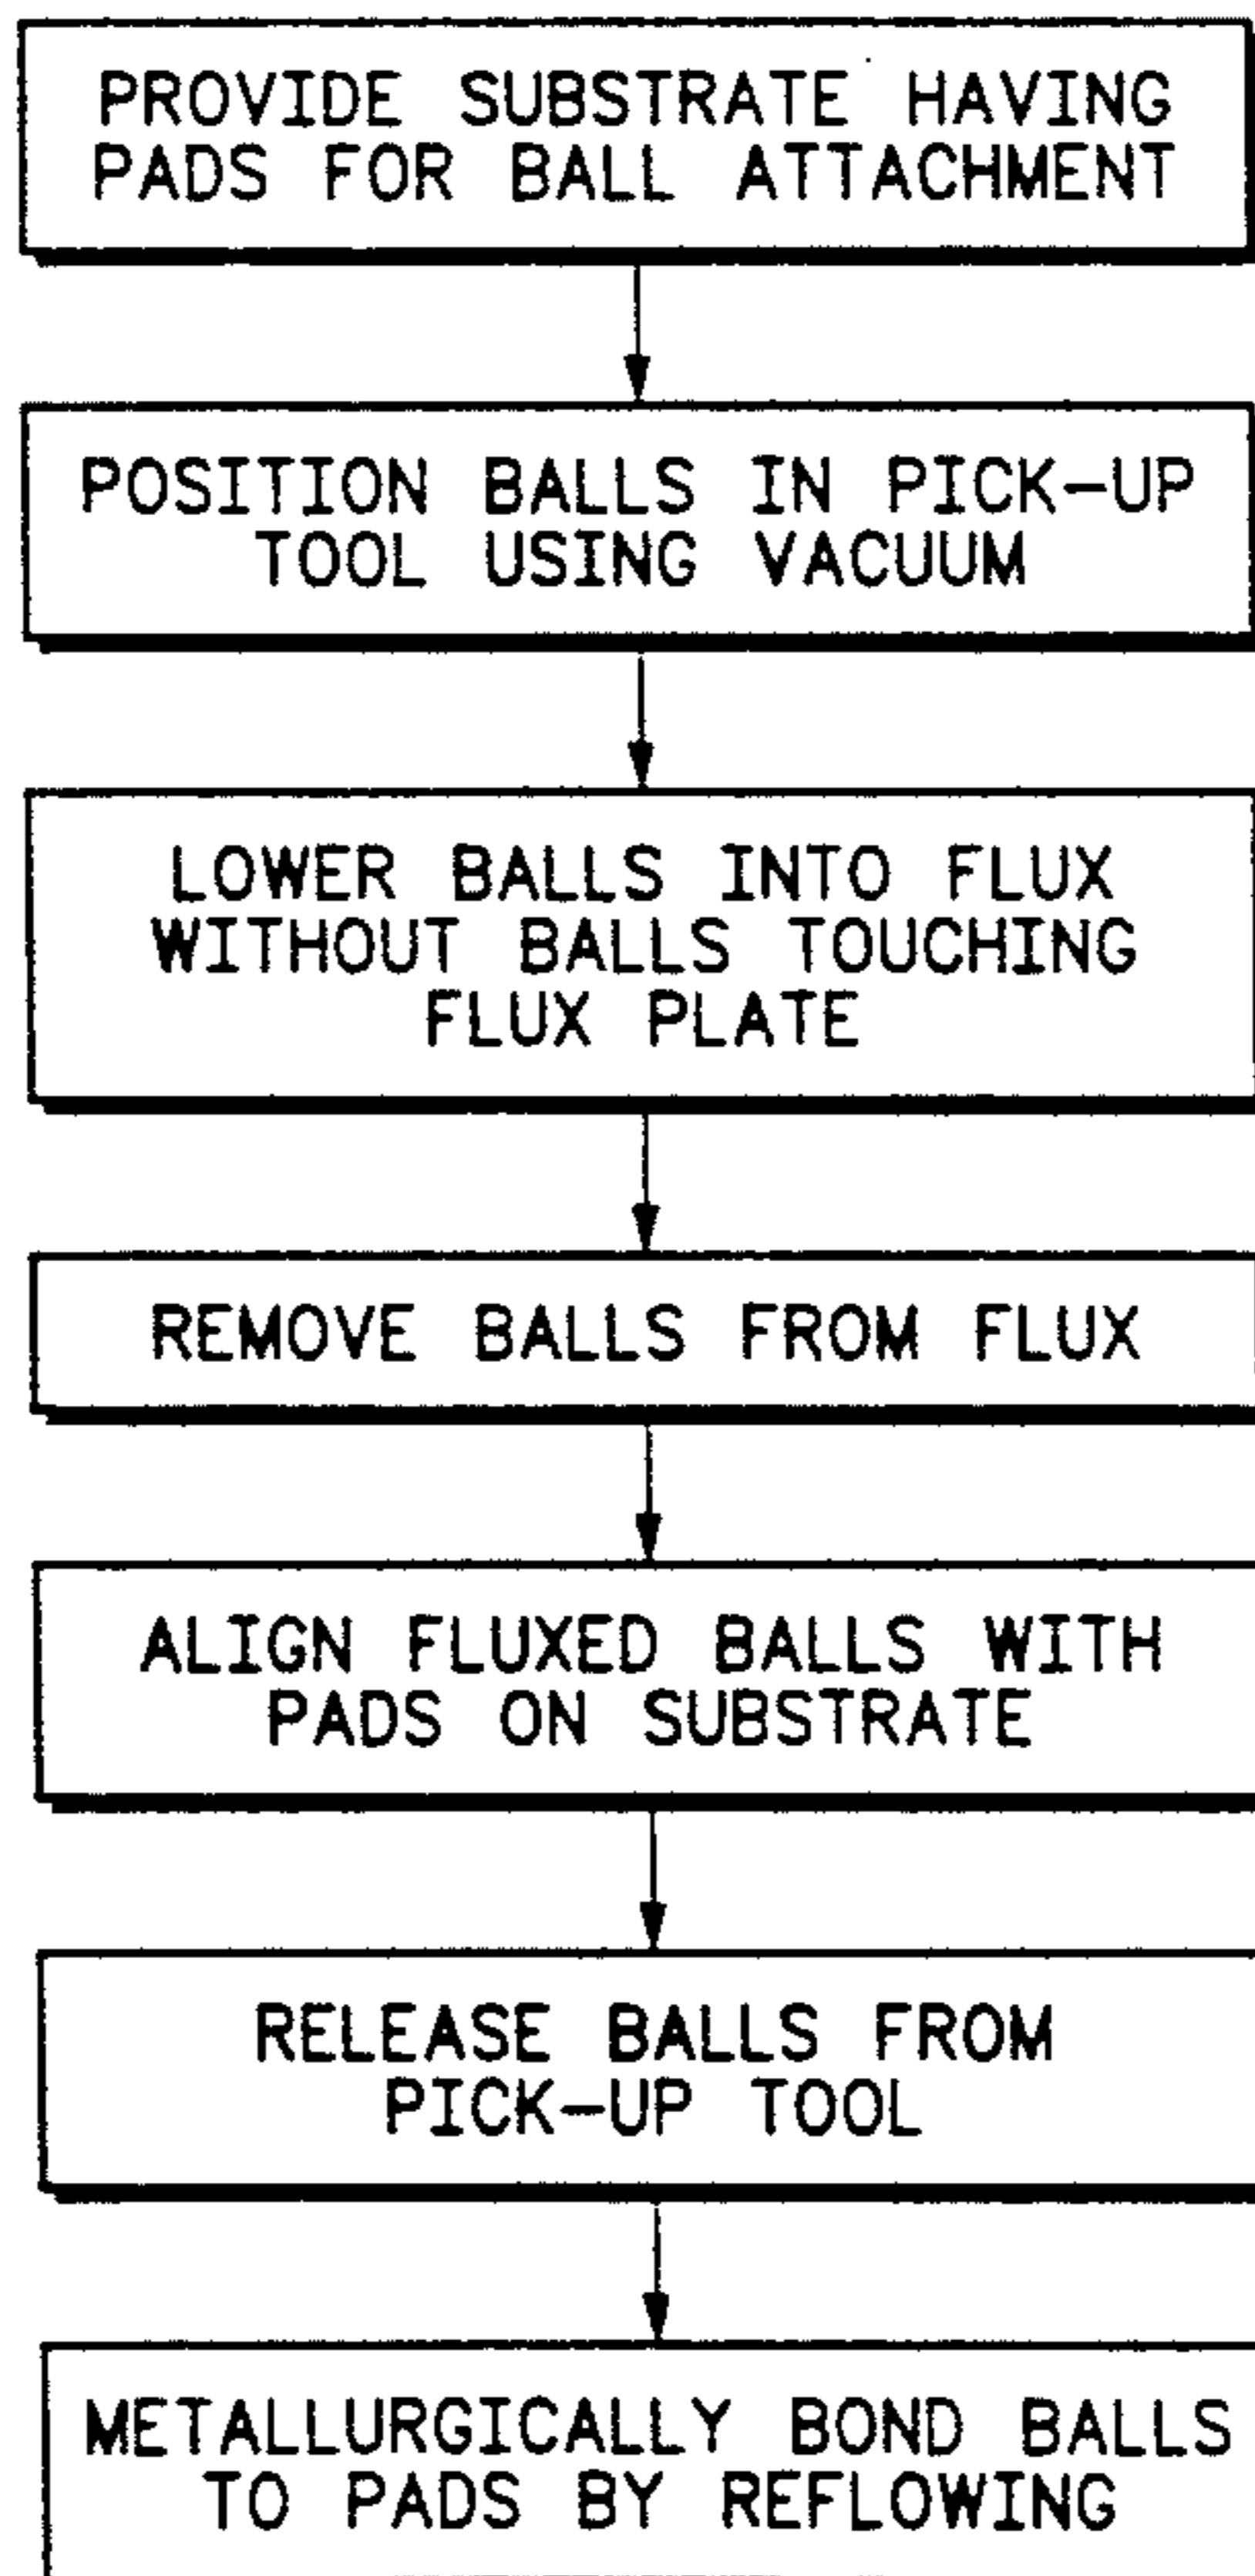 PROVIDE SUBSTRATE HAVING
PADS FOR BALL ATTACHMENT
POSITION BALLS IN PICK-UP
TOOL USING VACUUM
LOWER BALLS INTO FLUX
WITHOUT BALLS TOUCHING
FLUX PLATE
REMOVE BALLS FROM FLUX
ALIGN FLUXED BALLS WITH
PADS ON SUBSTRATE
RELEASE BALLS FROM
PICK-UP TOOL
METALLURGICALLY BOND BALLS
TO PADS BY REFLOWING